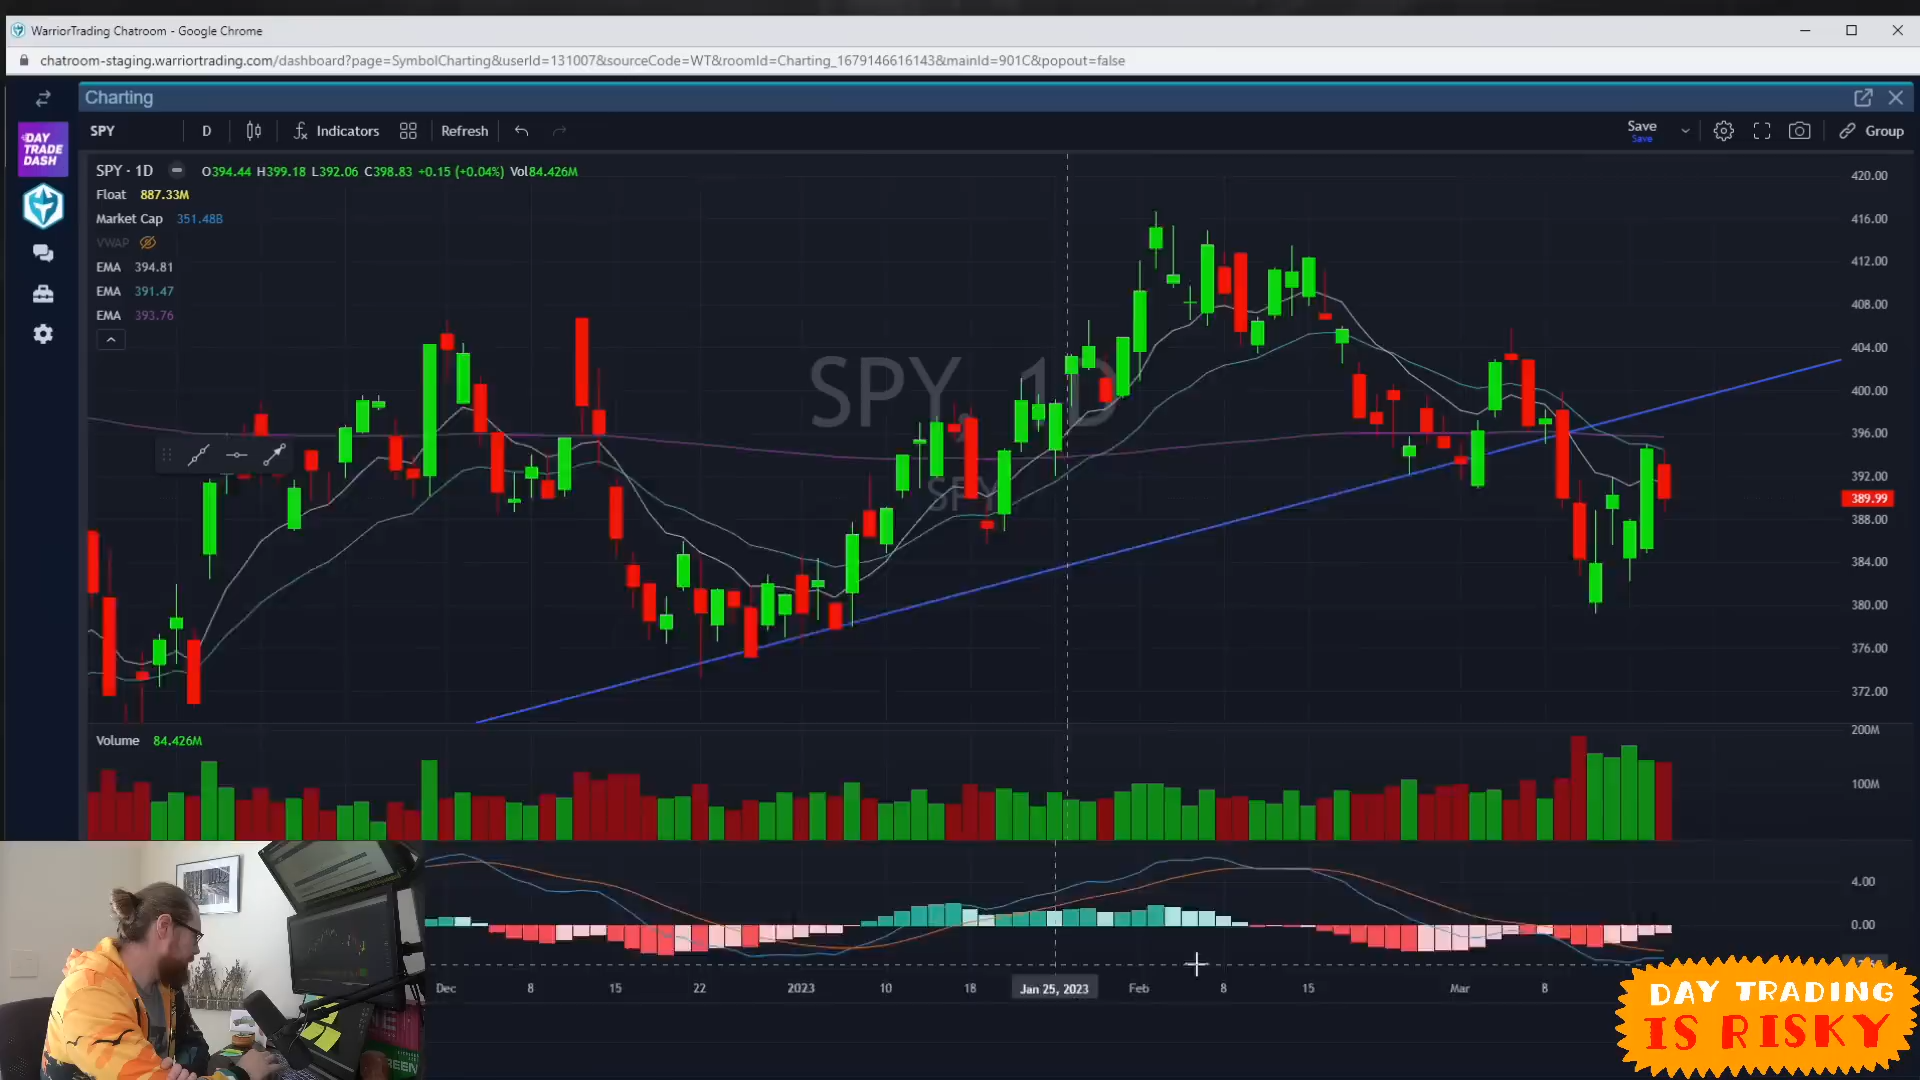 WarriorTrading Chatroom - Google Chrome
chatroom-staging.warriortrading.com/dashboard?page=SymbolCharting&userId=131007&sourceCode=WT&roomId=Charting_1679146616143&mainId=901C&popout=false
Charting
SPY D Indicators Refresh Save Group
Save
DAY
TRADE
DASH
SPY · 1D O394.44 H399.18 L392.06 C398.83 +0.15 (+0.04%) Vol84.426M
Float 887.33M
Market Cap 351.48B
VWAP
EMA 394.81
EMA 391.47
EMA 393.76
SPY, 1D
SPY
420.00
416.00
412.00
408.00
404.00
400.00
396.00
392.00
389.99
388.00
384.00
380.00
376.00
372.00
Volume 84.426M
200M
100M
4.00
0.00
Dec 8 15 22 2023 10 18 Jan 25, 2023 Feb 8 15 Mar 8
DAY TRADING
IS RISKY